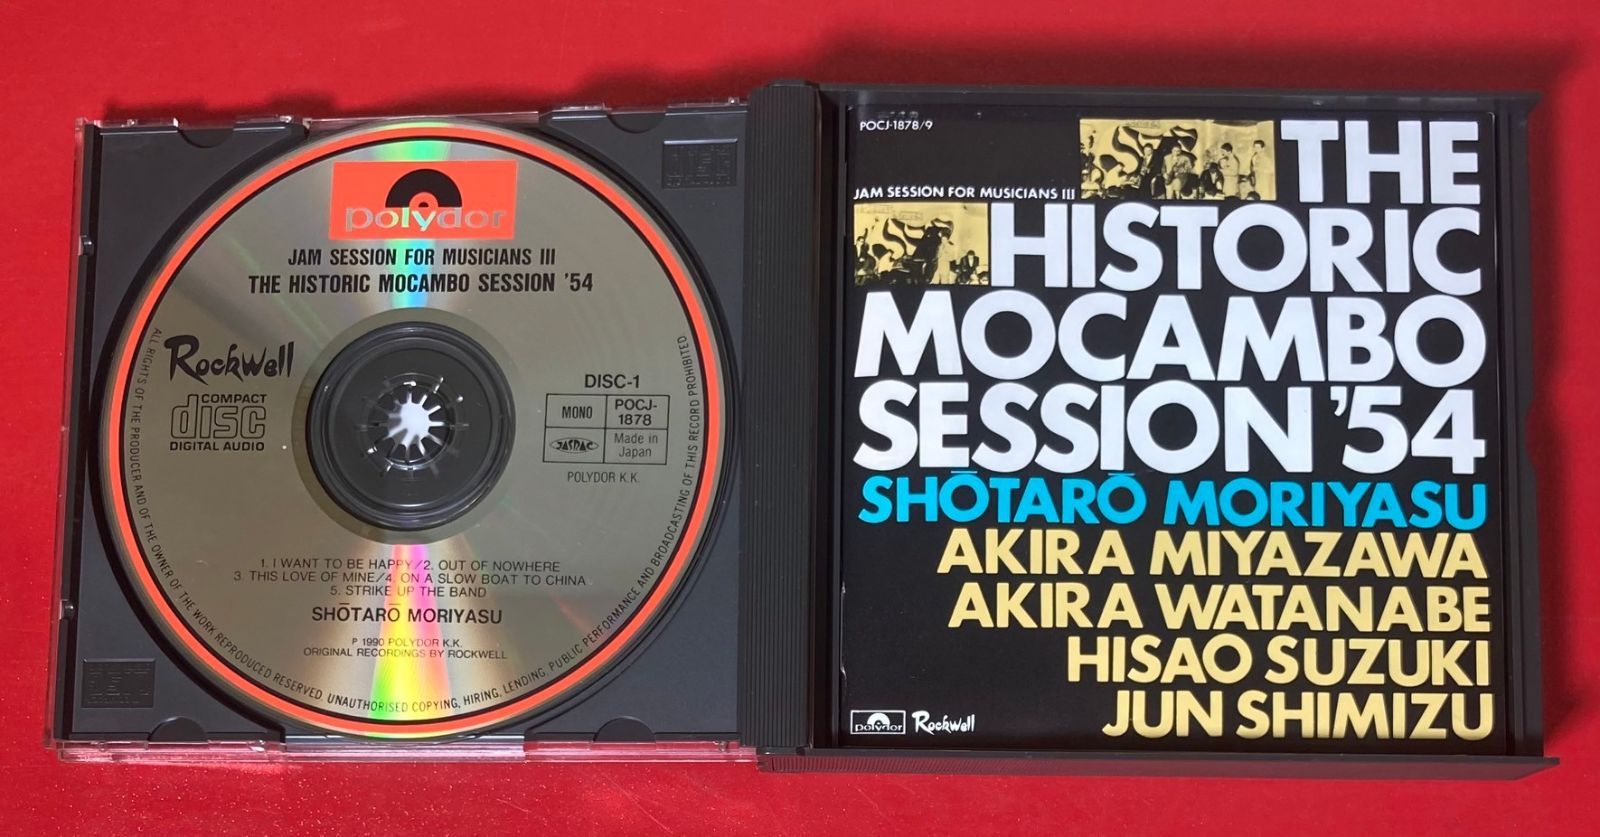 polydor
JAM SESSION FOR MUSICIANS III
THE HISTORIC MOCAMBO SESSION '54
Rockwell
COMPACT
disc
DIGITAL AUDIO
DISC-1
MONO
POCJ-
1878
JASRAC
Made in
Japan
POLYDOR K.K.
1. I WANT TO BE HAPPY/2. OUT OF NOWHERE
3. THIS LOVE OF MINE/4. ON A SLOW BOAT TO CHINA
5. STRIKE UP THE BAND
SHŌTARŌ MORIYASU
℗ 1990 POLYDOR K.K.
ORIGINAL RECORDINGS BY ROCKWELL
ALL RIGHTS OF THE PRODUCER AND OF THE OWNER OF THE WORK REPRODUCED RESERVED. UNAUTHORISED COPYING, HIRING, LENDING, PUBLIC PERFORMANCE AND BROADCASTING OF THIS RECORD PROHIBITED.
POCJ-1878/9
JAM SESSION FOR MUSICIANS III
THE
HISTORIC
MOCAMBO
SESSION '54
SHŌTARŌ MORIYASU
AKIRA MIYAZAWA
AKIRA WATANABE
HISAO SUZUKI
JUN SHIMIZU
polydor
Rockwell